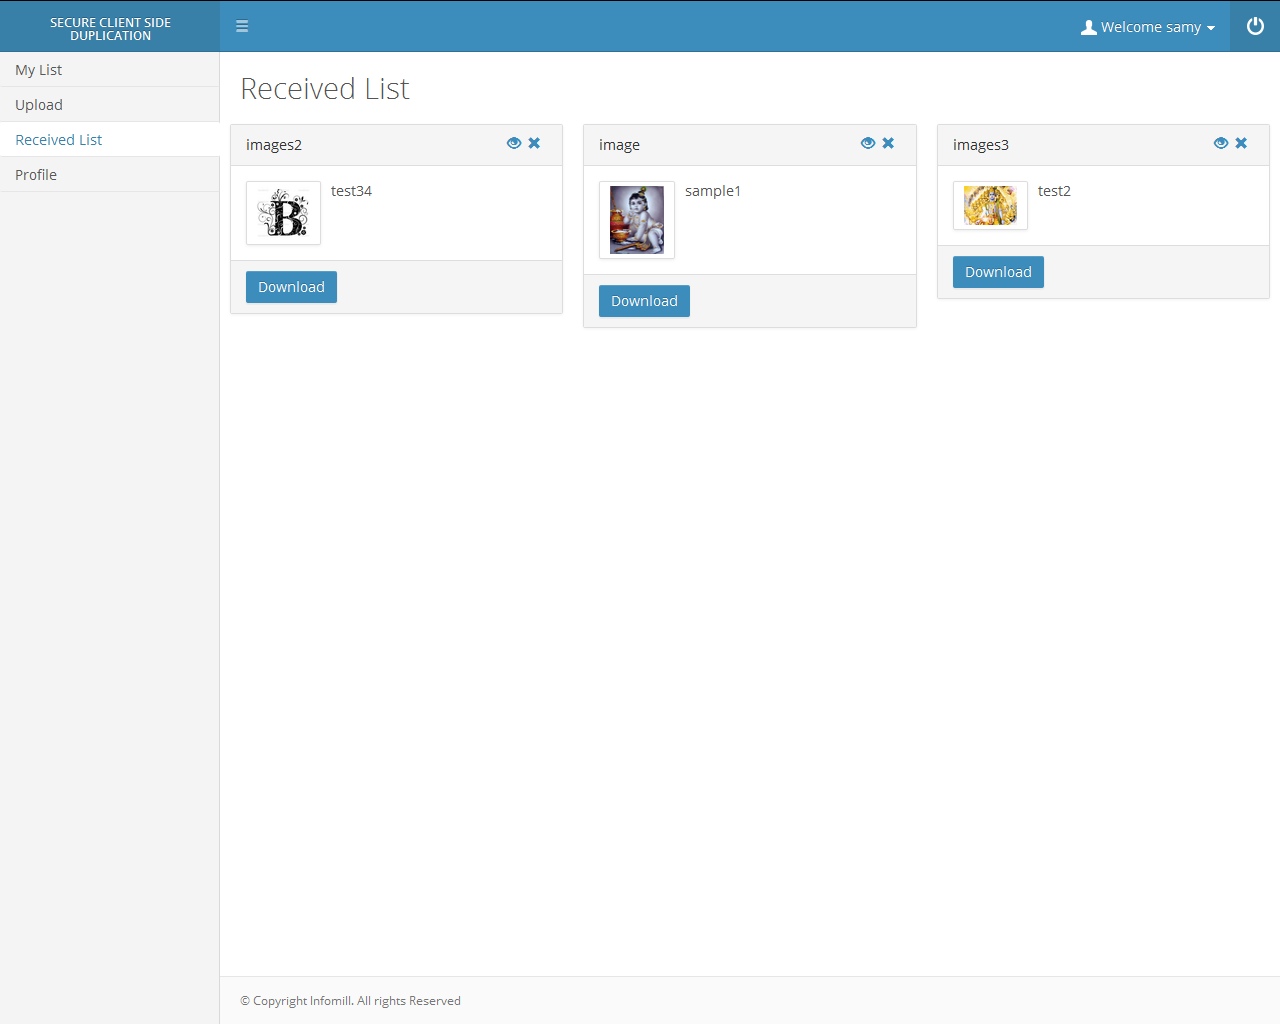 SECURE CLIENT SIDE
DUPLICATION
Welcome samy
My List
Upload
Received List
Profile
Received List
images2
test34
B
Download
image
sample1
Download
images3
test2
Download
© Copyright Infomill. All rights Reserved